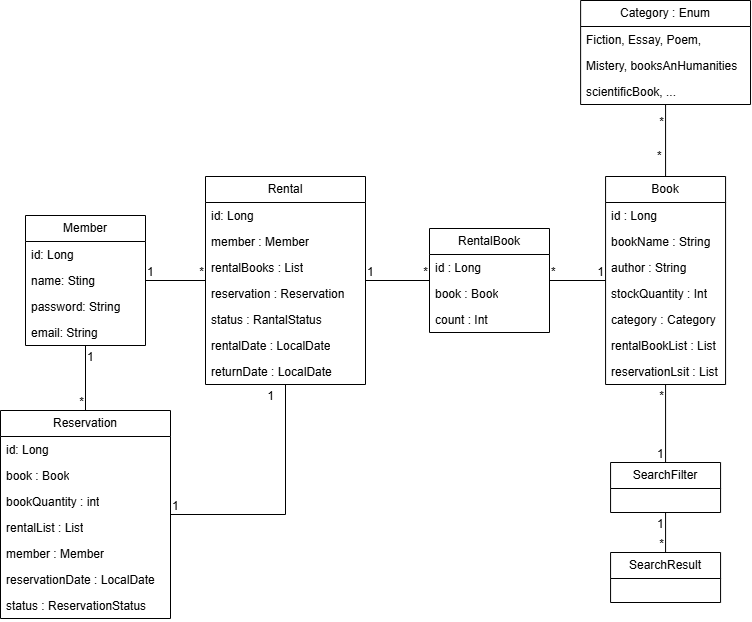 Category : Enum
Fiction, Essay, Poem,
Mistery, booksAnHumanities
scientificBook, ...
*
*
Rental
id: Long
member : Member
rentalBooks : List
reservation : Reservation
status : RantalStatus
rentalDate : LocalDate
returnDate : LocalDate
Book
id : Long
bookName : String
author : String
stockQuantity : Int
category : Category
rentalBookList : List
reservationLsit : List
Member
id: Long
name: Sting
password: String
email: String
RentalBook
id : Long
book : Book
count : Int
1
*
1
*
*
1
1
*
1
1
*
1
Reservation
id: Long
book : Book
bookQuantity : int
rentalList : List
member : Member
reservationDate : LocalDate
status : ReservationStatus
SearchFilter
1
*
SearchResult